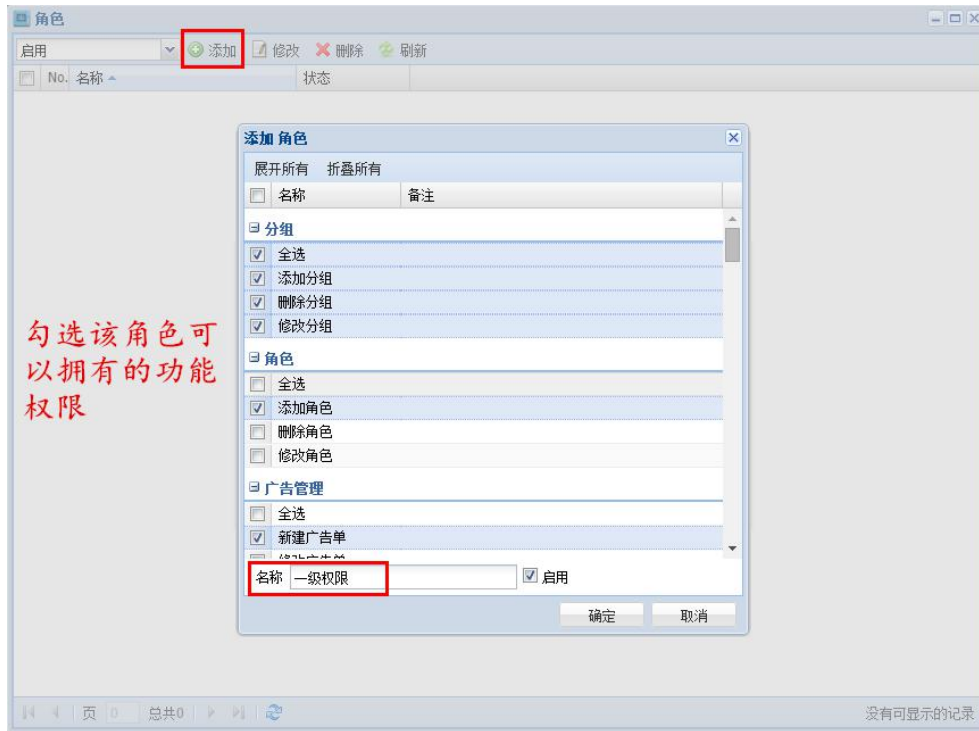 角色
启用 添加 修改 删除 刷新
No. 名称 状态
添加 角色
展开所有 折叠所有
名称 备注
分组
全选
添加分组
删除分组
修改分组
角色
全选
添加角色
删除角色
修改角色
广告管理
全选
新建广告单
修改广告单
名称 一级权限 启用
确定 取消
勾选该角色可
以拥有的功能
权限
页 0 总共0 没有可显示的记录